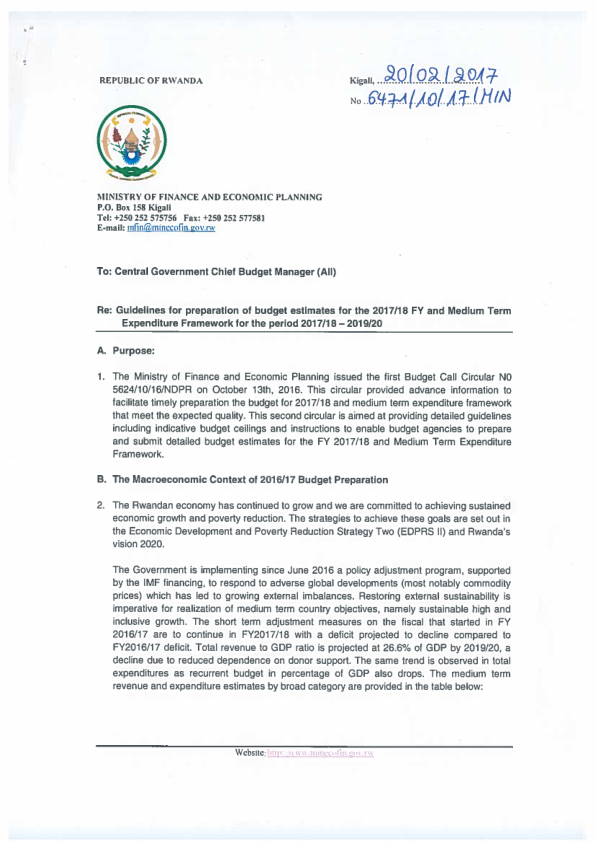 REPUBLIC OF RWANDA
Kigali, 20/02/2017
No 6471/10/17/MIN
MINISTRY OF FINANCE AND ECONOMIC PLANNING
P.O. Box 158 Kigali
Tel: +250 252 575756 Fax: +250 252 577581
E-mail: mfin@minecofin.gov.rw
To: Central Government Chief Budget Manager (All)
Re: Guidelines for preparation of budget estimates for the 2017/18 FY and Medium Term
Expenditure Framework for the period 2017/18 – 2019/20
A. Purpose:
1. The Ministry of Finance and Economic Planning issued the first Budget Call Circular N0
5624/10/16/NDPR on October 13th, 2016. This circular provided advance information to
facilitate timely preparation the budget for 2017/18 and medium term expenditure framework
that meet the expected quality. This second circular is aimed at providing detailed guidelines
including indicative budget ceilings and instructions to enable budget agencies to prepare
and submit detailed budget estimates for the FY 2017/18 and Medium Term Expenditure
Framework.
B. The Macroeconomic Context of 2016/17 Budget Preparation
2. The Rwandan economy has continued to grow and we are committed to achieving sustained
economic growth and poverty reduction. The strategies to achieve these goals are set out in
the Economic Development and Poverty Reduction Strategy Two (EDPRS II) and Rwanda's
vision 2020.
The Government is implementing since June 2016 a policy adjustment program, supported
by the IMF financing, to respond to adverse global developments (most notably commodity
prices) which has led to growing external imbalances. Restoring external sustainability is
imperative for realization of medium term country objectives, namely sustainable high and
inclusive growth. The short term adjustment measures on the fiscal that started in FY
2016/17 are to continue in FY2017/18 with a deficit projected to decline compared to
FY2016/17 deficit. Total revenue to GDP ratio is projected at 26.6% of GDP by 2019/20, a
decline due to reduced dependence on donor support. The same trend is observed in total
expenditures as recurrent budget in percentage of GDP also drops. The medium term
revenue and expenditure estimates by broad category are provided in the table below:
Website: http://www.minecofin.gov.rw